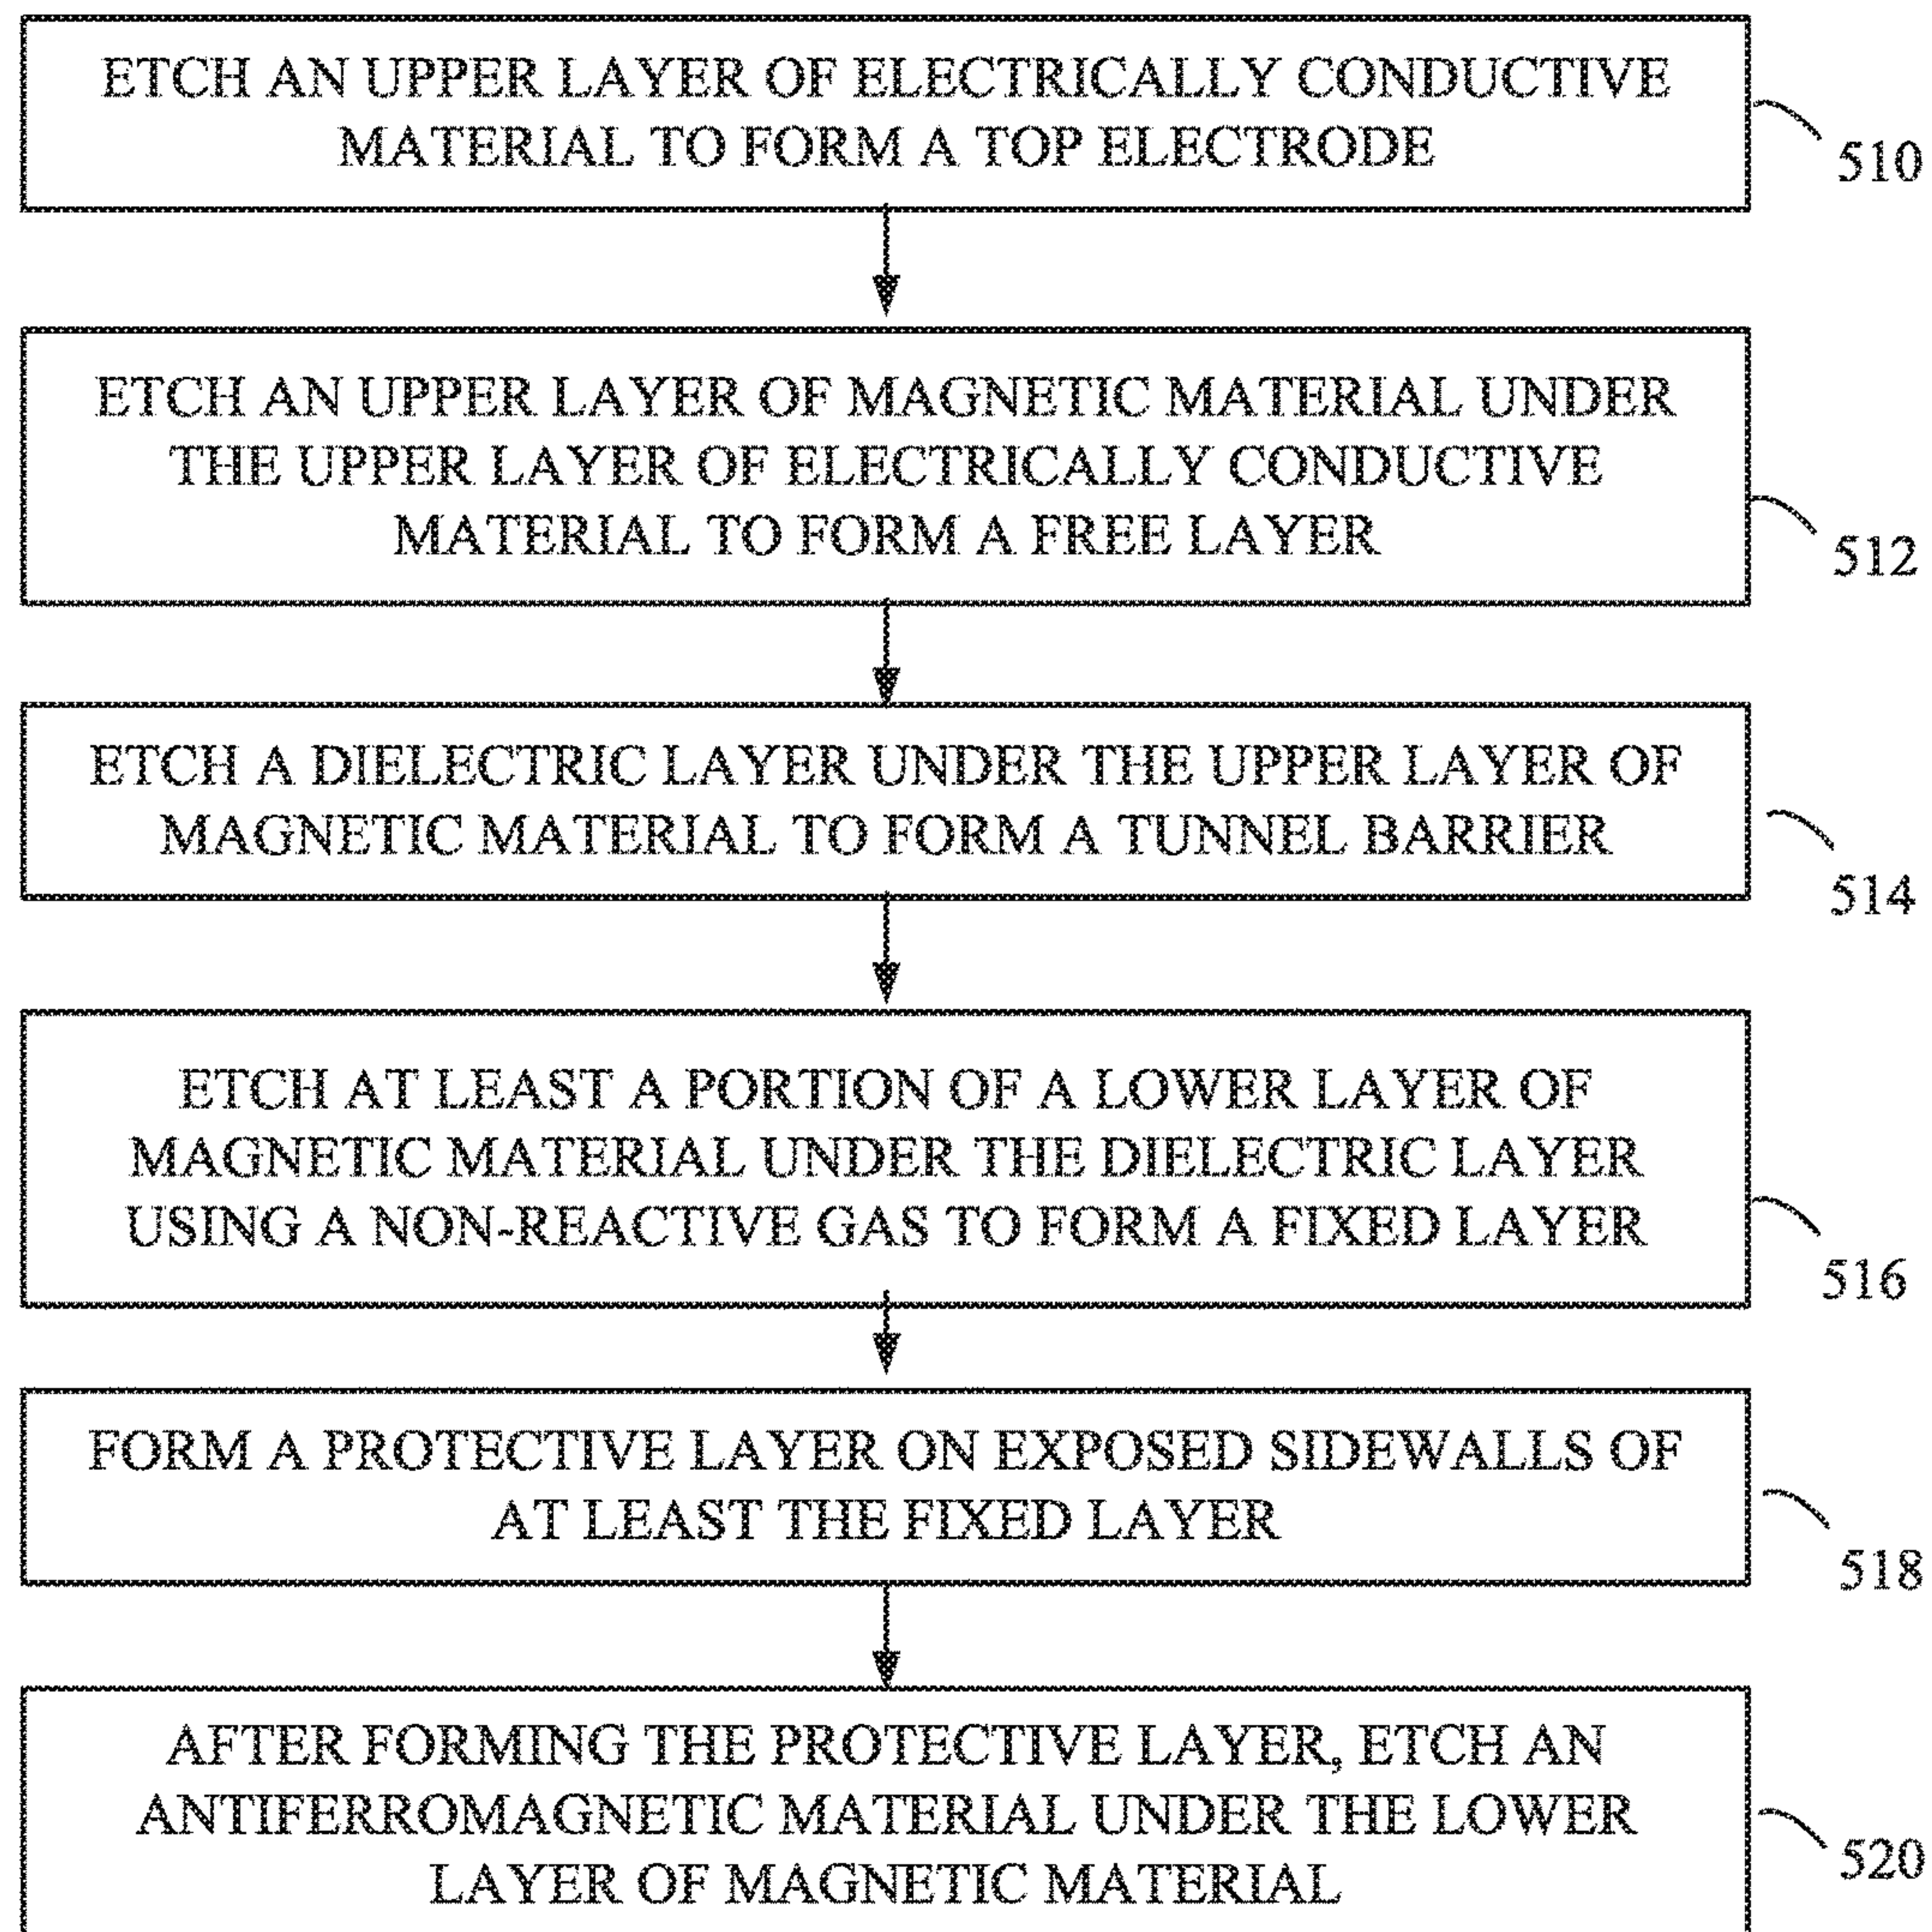 ETCH AN UPPER LAYER OF ELECTRICALLY CONDUCTIVE
MATERIAL TO FORM A TOP ELECTRODE
510
ETCH AN UPPER LAYER OF MAGNETIC MATERIAL UNDER
THE UPPER LAYER OF ELECTRICALLY CONDUCTIVE
MATERIAL TO FORM A FREE LAYER
512
ETCH A DIELECTRIC LAYER UNDER THE UPPER LAYER OF
MAGNETIC MATERIAL TO FORM A TUNNEL BARRIER
514
ETCH AT LEAST A PORTION OF A LOWER LAYER OF
MAGNETIC MATERIAL UNDER THE DIELECTRIC LAYER
USING A NON-REACTIVE GAS TO FORM A FIXED LAYER
516
FORM A PROTECTIVE LAYER ON EXPOSED SIDEWALLS OF
AT LEAST THE FIXED LAYER
518
AFTER FORMING THE PROTECTIVE LAYER, ETCH AN
ANTIFERROMAGNETIC MATERIAL UNDER THE LOWER
LAYER OF MAGNETIC MATERIAL
520